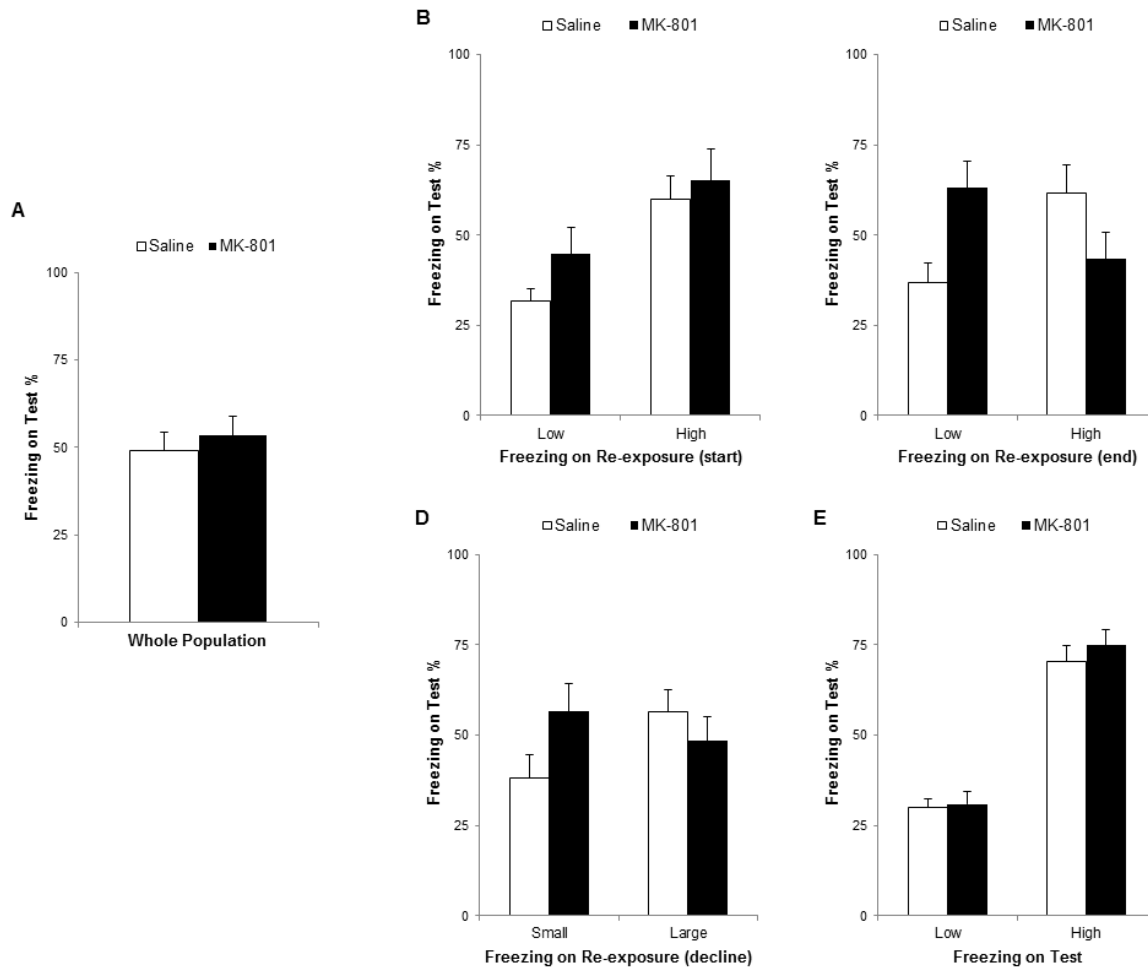 A
Saline MK-801
Freezing on Test %
100
75
50
25
0
Whole Population
B
Saline MK-801
Freezing on Test %
100
75
50
25
0
Low High
Freezing on Re-exposure (start)
Saline MK-801
Freezing on Test %
100
75
50
25
0
Low High
Freezing on Re-exposure (end)
D
Saline MK-801
Freezing on Test %
100
75
50
25
0
Small Large
Freezing on Re-exposure (decline)
E
Saline MK-801
Freezing on Test %
100
75
50
25
0
Low High
Freezing on Test